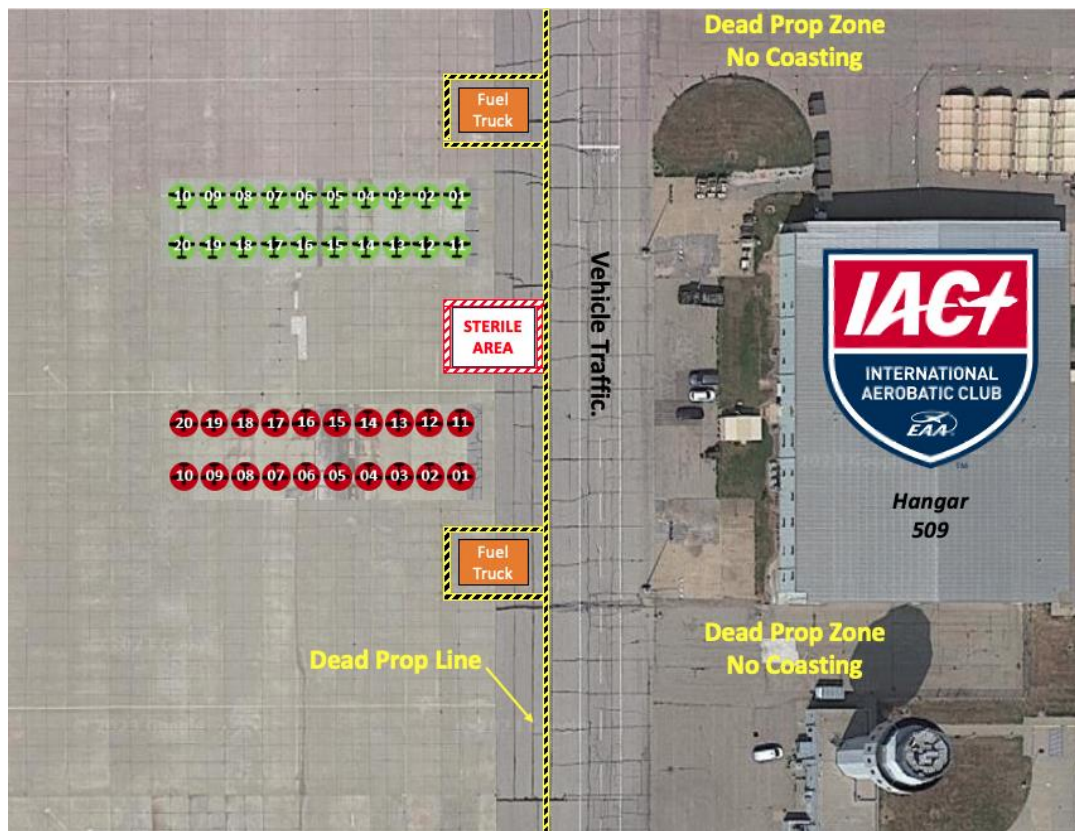 Dead Prop Zone
No Coasting
Fuel
Truck
10 09 08 07 06 05 04 03 02 01
20 19 18 17 16 15 14 13 12 11
Vehicle Traffic.
STERILE
AREA
IAC
INTERNATIONAL
AEROBATIC CLUB
EAA
TM
20 19 18 17 16 15 14 13 12 11
10 09 08 07 06 05 04 03 02 01
Hangar
509
Fuel
Truck
Dead Prop Zone
No Coasting
Dead Prop Line